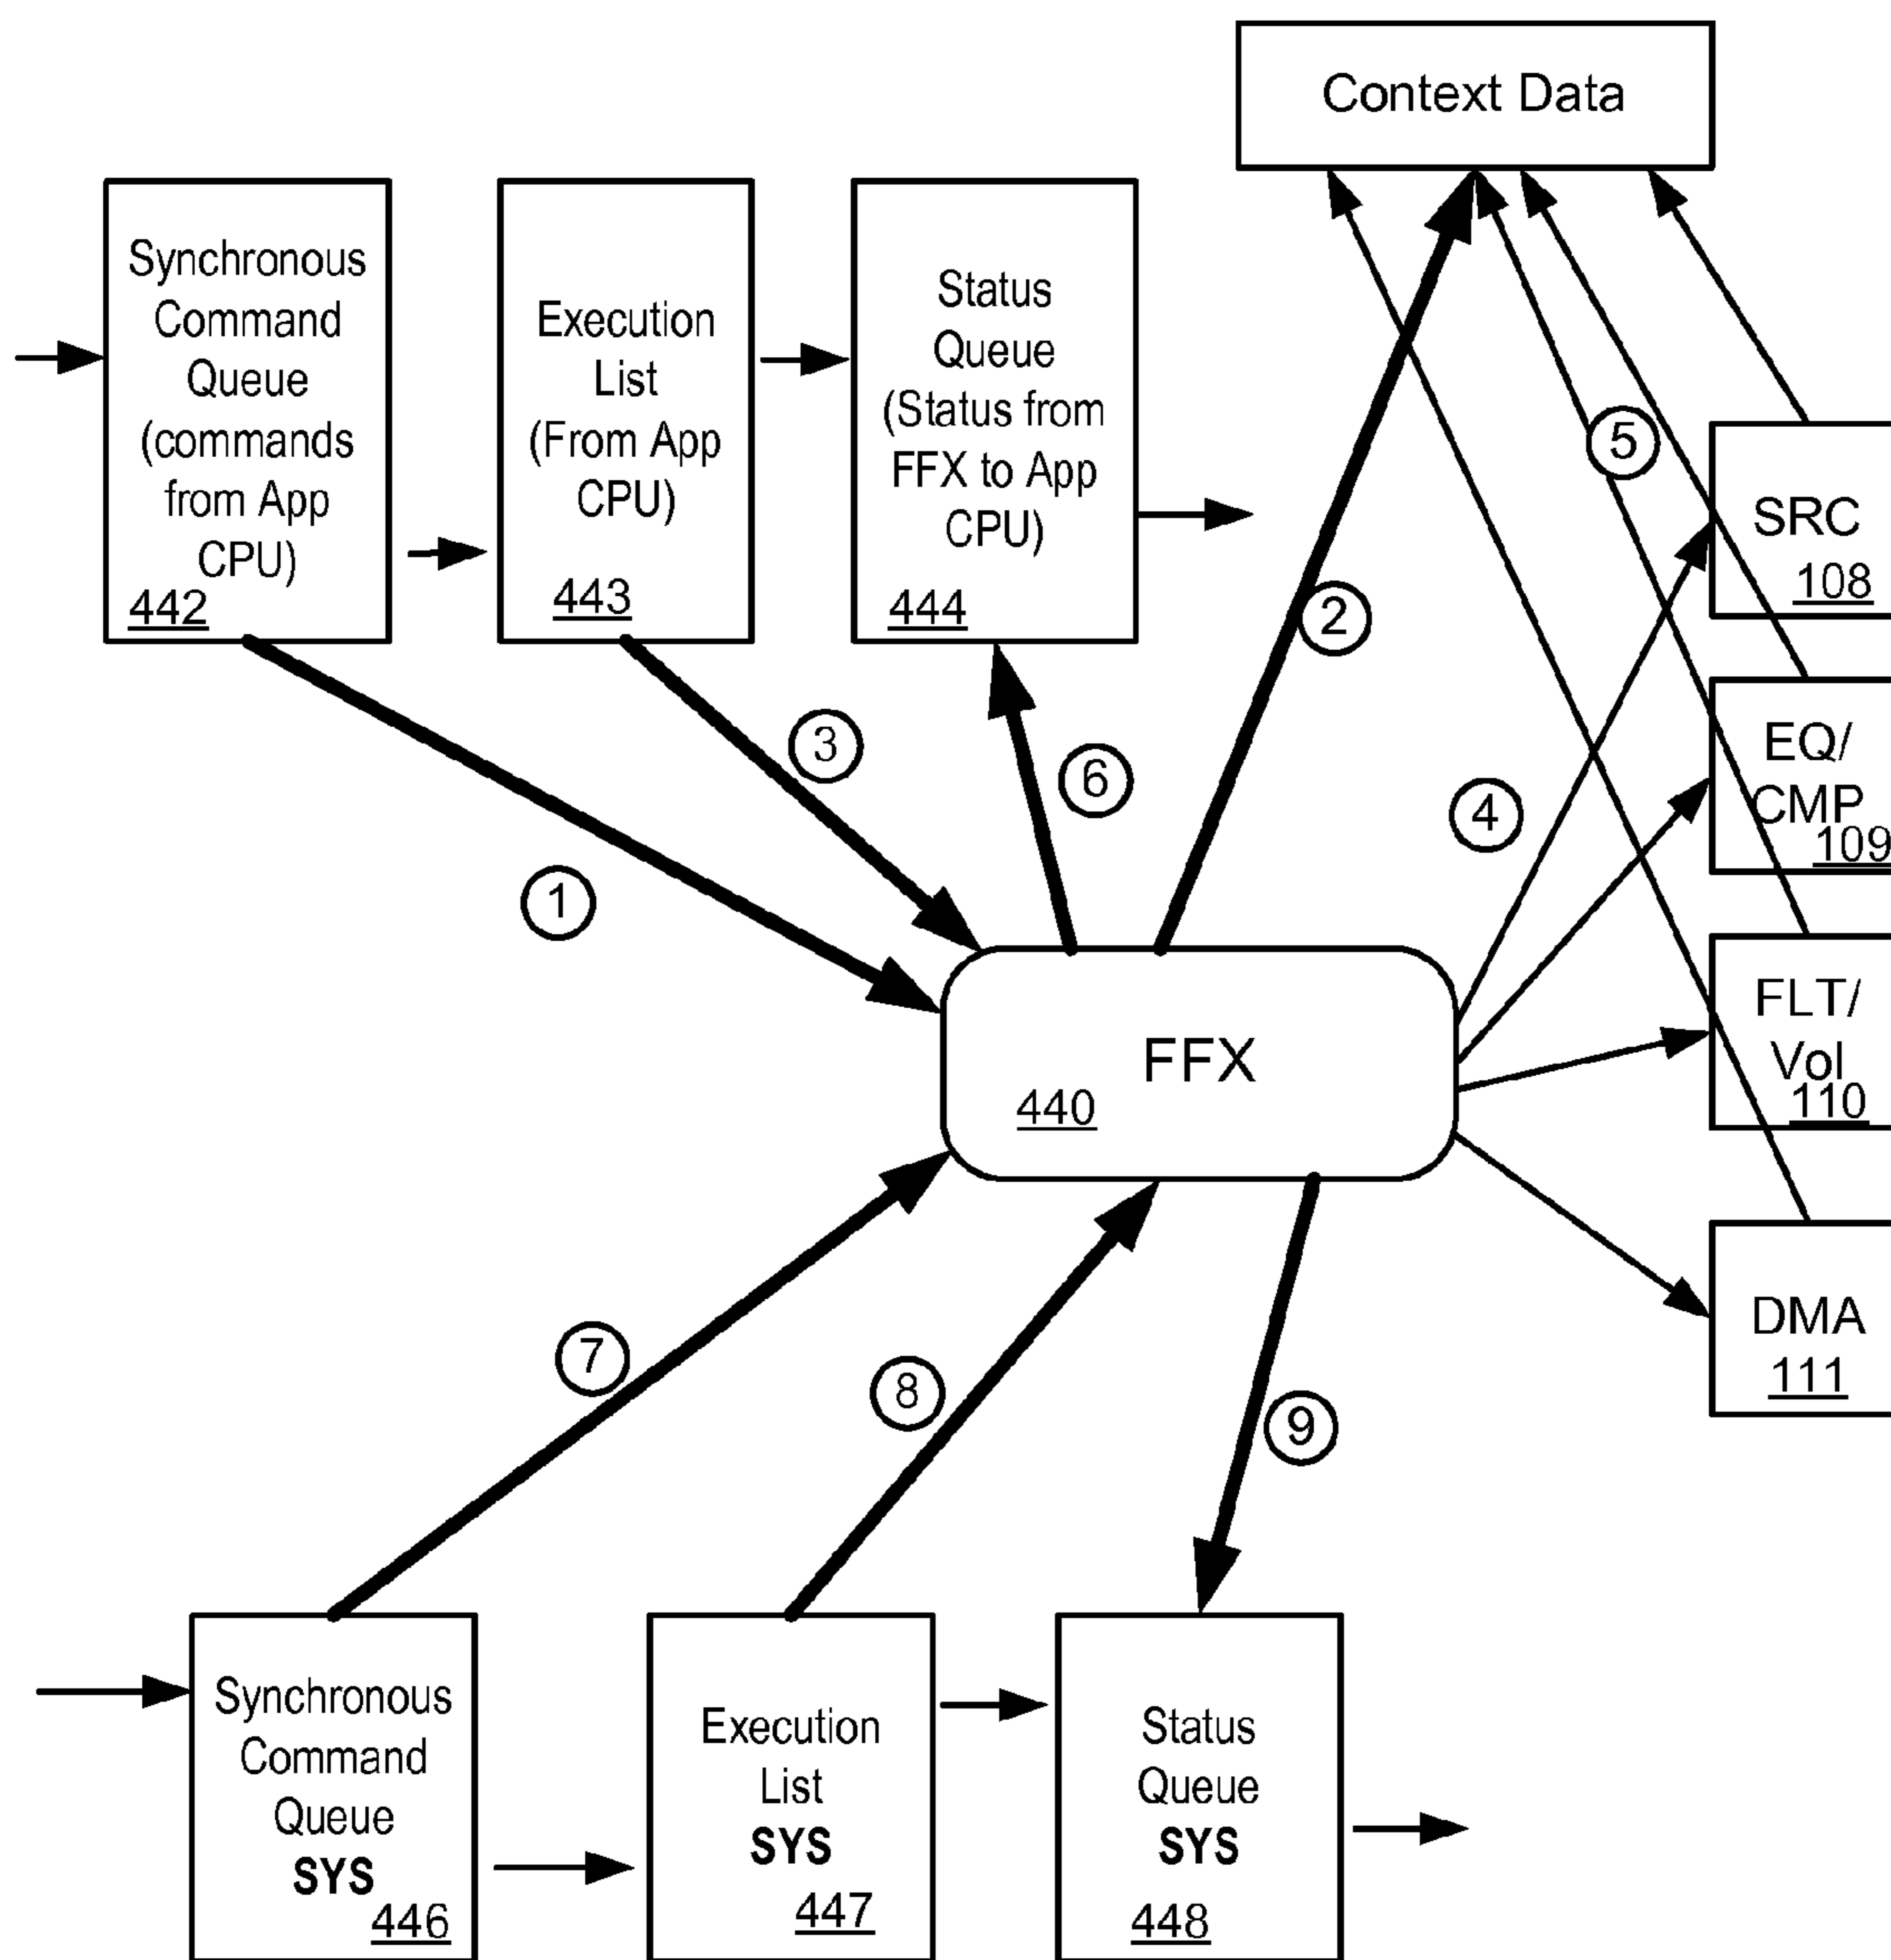 Context Data
Synchronous
Command
Queue
(commands
from App
CPU)
442
Execution
List
(From App
CPU)
443
Status
Queue
(Status from
FFX to App
CPU)
444
1
3
6
2
4
5
SRC
108
EQ/
CMP
109
FLT/
Vol
110
DMA
111
FFX
440
7
8
9
Synchronous
Command
Queue
SYS
446
Execution
List
SYS
447
Status
Queue
SYS
448